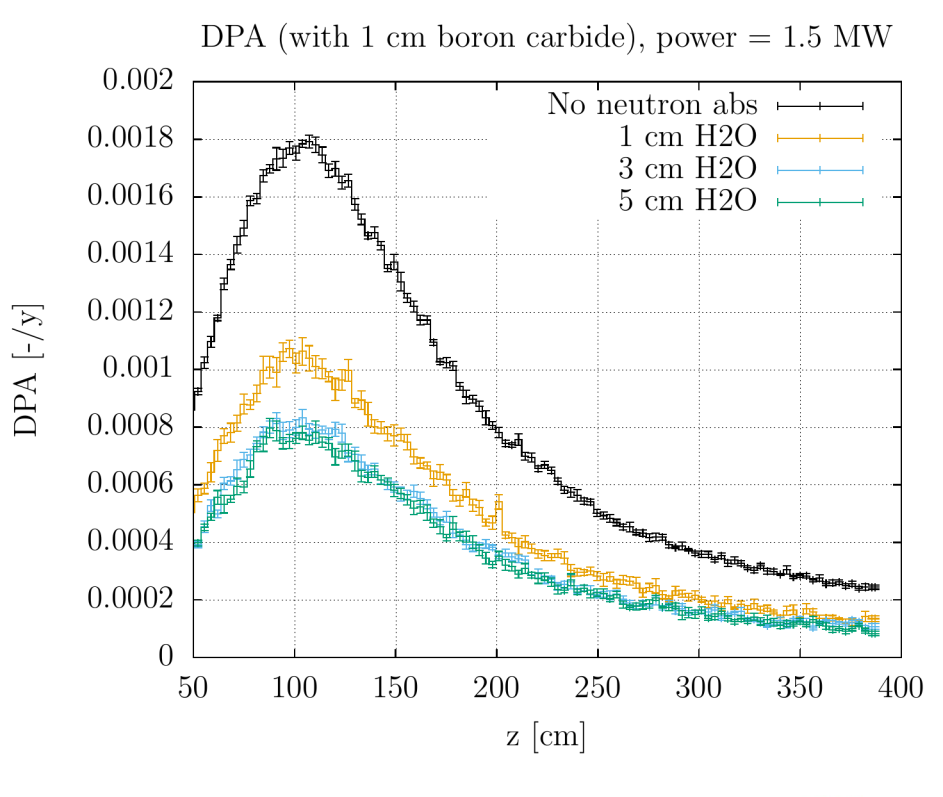 DPA (with 1 cm boron carbide), power = 1.5 MW
No neutron abs
1 cm H2O
3 cm H2O
5 cm H2O
0.002
0.0018
0.0016
0.0014
0.0012
0.001
0.0008
0.0006
0.0004
0.0002
0
DPA [-/y]
50 100 150 200 250 300 350 400
z [cm]